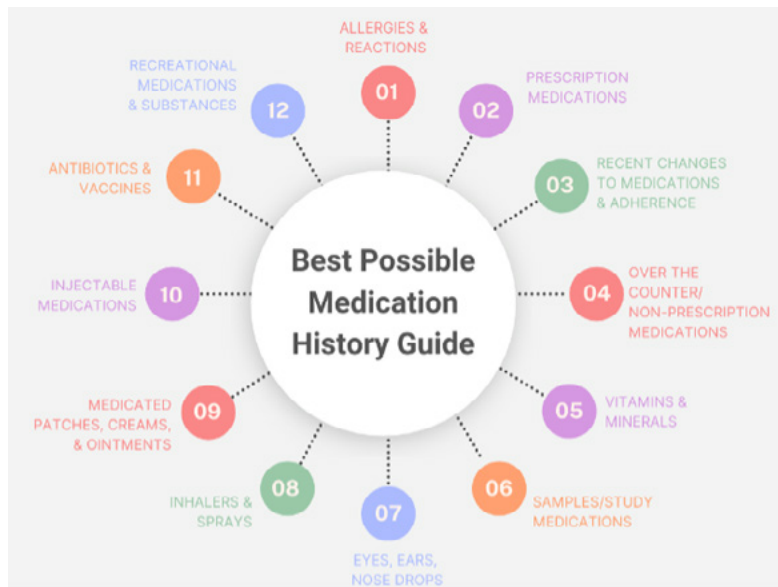 Best Possible
Medication
History Guide
01
ALLERGIES &
REACTIONS
02
PRESCRIPTION
MEDICATIONS
03
RECENT CHANGES
TO MEDICATIONS
& ADHERENCE
04
OVER THE
COUNTER/
NON-PRESCRIPTION
MEDICATIONS
05
VITAMINS &
MINERALS
06
SAMPLES/STUDY
MEDICATIONS
07
EYES, EARS,
NOSE DROPS
08
INHALERS &
SPRAYS
09
MEDICATED
PATCHES, CREAMS,
& OINTMENTS
10
INJECTABLE
MEDICATIONS
11
ANTIBIOTICS &
VACCINES
12
RECREATIONAL
MEDICATIONS
& SUBSTANCES